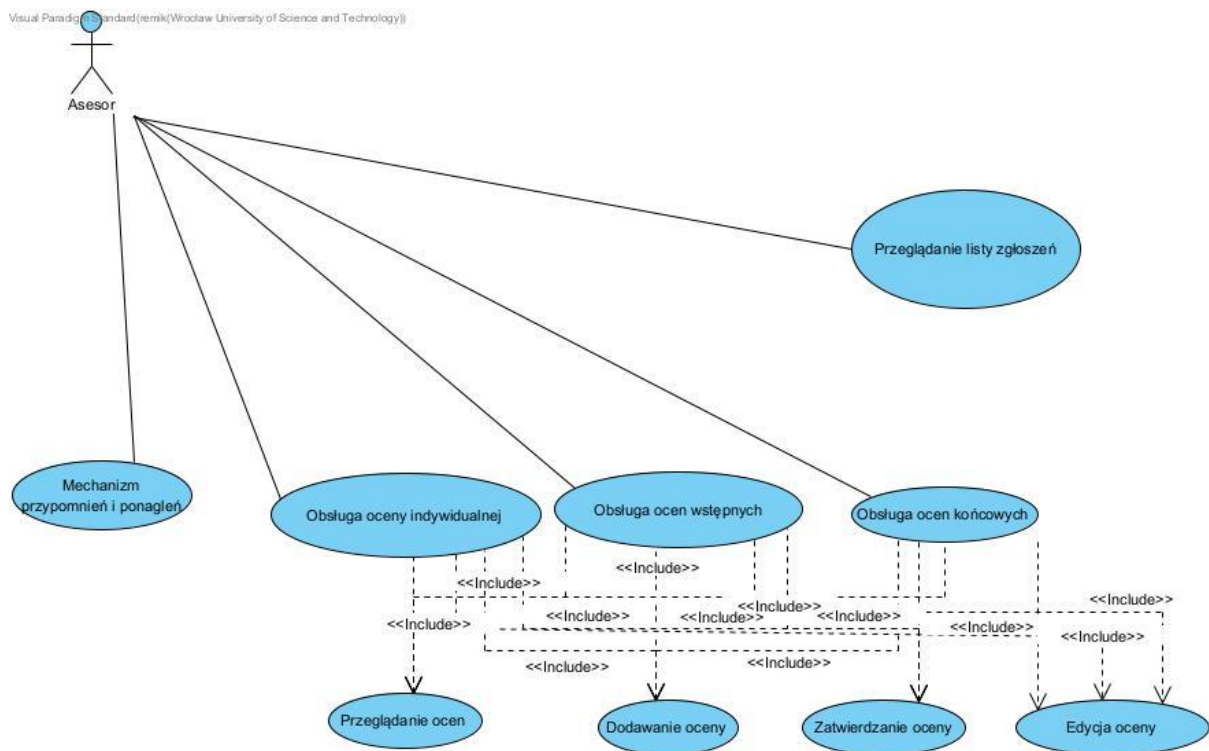 Visual Paradigm Standard(remik(Wrocław University of Science and Technology))
Asesor
Przeglądanie listy zgłoszeń
Mechanizm
przypomnień i ponagleń
Obsługa oceny indywidualnej
Obsługa ocen wstępnych
Obsługa ocen końcowych
<<Include>>
<<Include>>
<<Include>>
<<Include>>
<<Include>>
<<Include>>
<<Include>>
<<Include>>
<<Include>>
<<Include>>
<<Include>>
<<Include>>
Przeglądanie ocen
Dodawanie oceny
Zatwierdzanie oceny
Edycja oceny